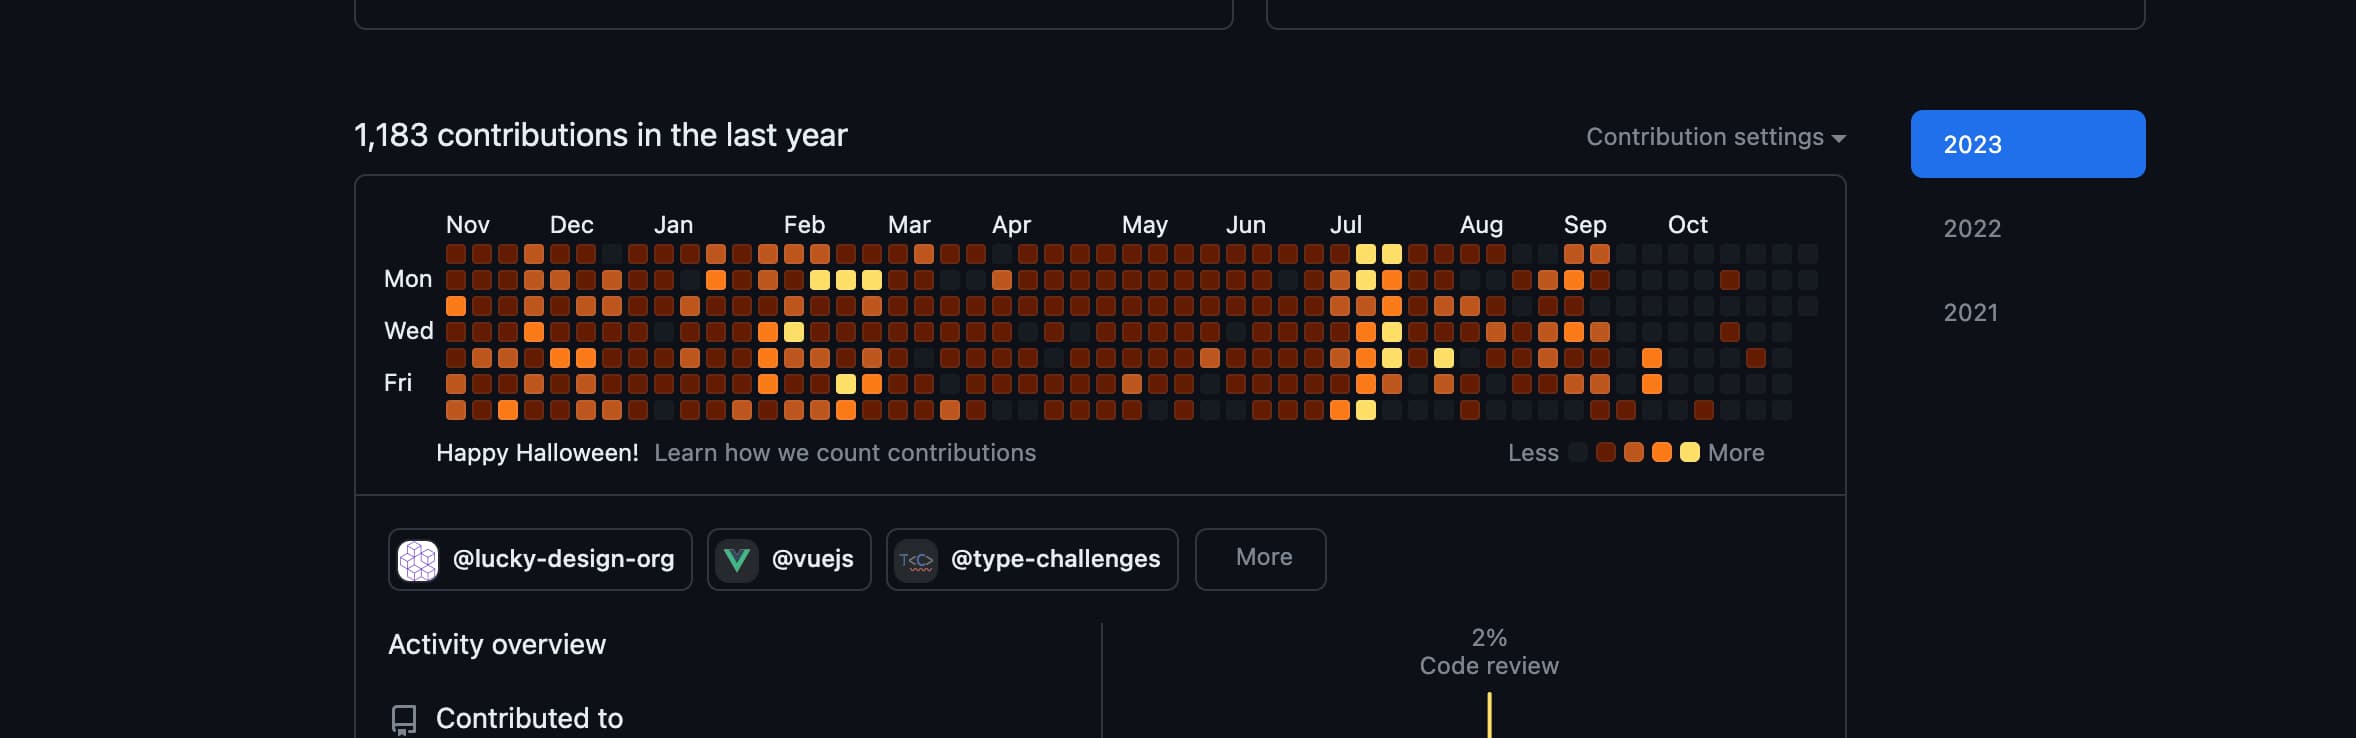 1,183 contributions in the last year
Contribution settings
2023
2022
2021
Nov Dec Jan Feb Mar Apr May Jun Jul Aug Sep Oct
Mon
Wed
Fri
Happy Halloween! Learn how we count contributions
Less More
@lucky-design-org @vuejs T<C> @type-challenges More
Activity overview
2%
Code review
Contributed to